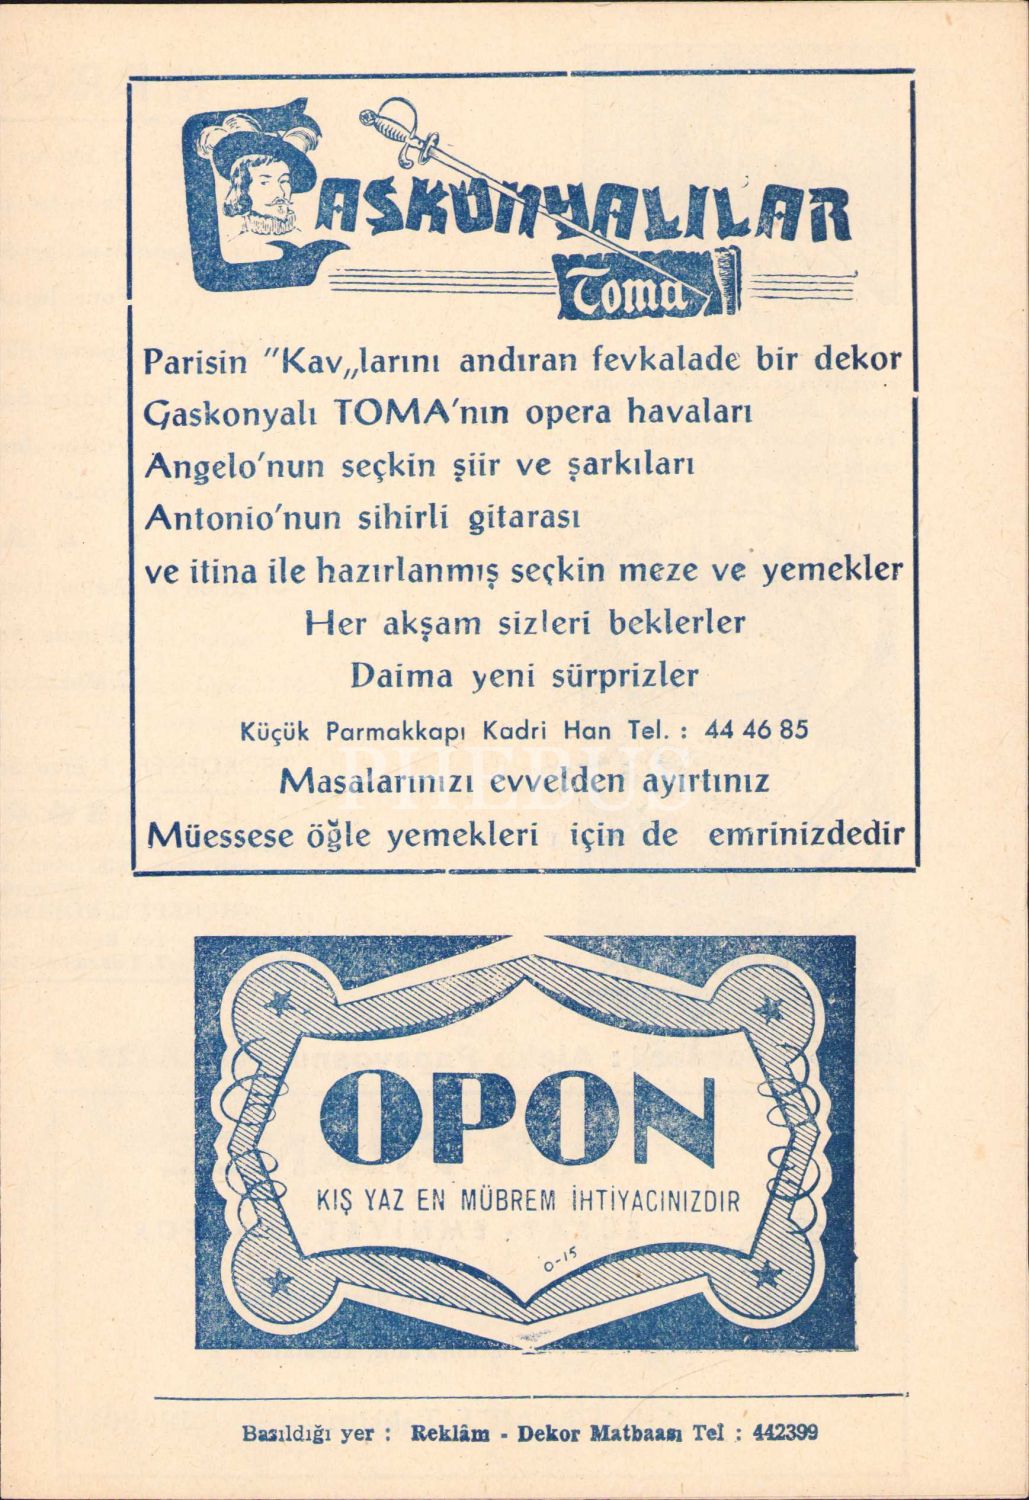 GASKONYALILAR
Toma
Parisin "Kav„larını andıran fevkalade bir dekor
Gaskonyalı TOMA'nın opera havaları
Angelo'nun seçkin şiir ve şarkıları
Antonio'nun sihirli gitarası
ve itina ile hazırlanmış seçkin meze ve yemekler
Her akşam sizleri beklerler
Daima yeni sürprizler
Küçük Parmakkapı Kadri Han Tel. : 44 46 85
PHEBUS
Masalarınızı evvelden ayırtınız
Müessese öğle yemekleri için de emrinizdedir
OPON
KIŞ YAZ EN MÜBREM İHTİYACINIZDIR
O-15
Basıldığı yer : Reklâm - Dekor Matbaası Tel : 442399